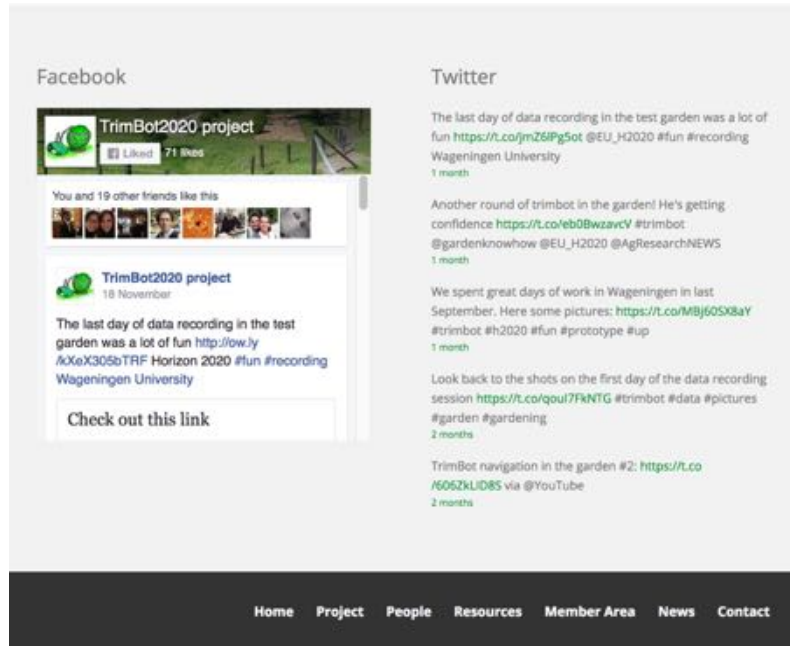 Facebook
TrimBot2020 project
Liked 71 likes
You and 19 other friends like this
TrimBot2020 project
18 November
The last day of data recording in the test
garden was a lot of fun http://ow.ly
/kXeX305bTRF Horizon 2020 #fun #recording
Wageningen University
Check out this link
Twitter
The last day of data recording in the test garden was a lot of
fun https://t.co/jmZ6lPg5ot @EU_H2020 #fun #recording
Wageningen University
1 month
Another round of trimbot in the garden! He's getting
confidence https://t.co/eb0BwzavcV #trimbot
@gardenknowhow @EU_H2020 @AgResearchNEWS
1 month
We spent great days of work in Wageningen in last
September. Here some pictures: https://t.co/MBj60SX8aY
#trimbot #h2020 #fun #prototype #up
1 month
Look back to the shots on the first day of the data recording
session https://t.co/qoul7FkNTG #trimbot #data #pictures
#garden #gardening
2 months
TrimBot navigation in the garden #2: https://t.co
/606ZkLlD8S via @YouTube
2 months
Home Project People Resources Member Area News Contact